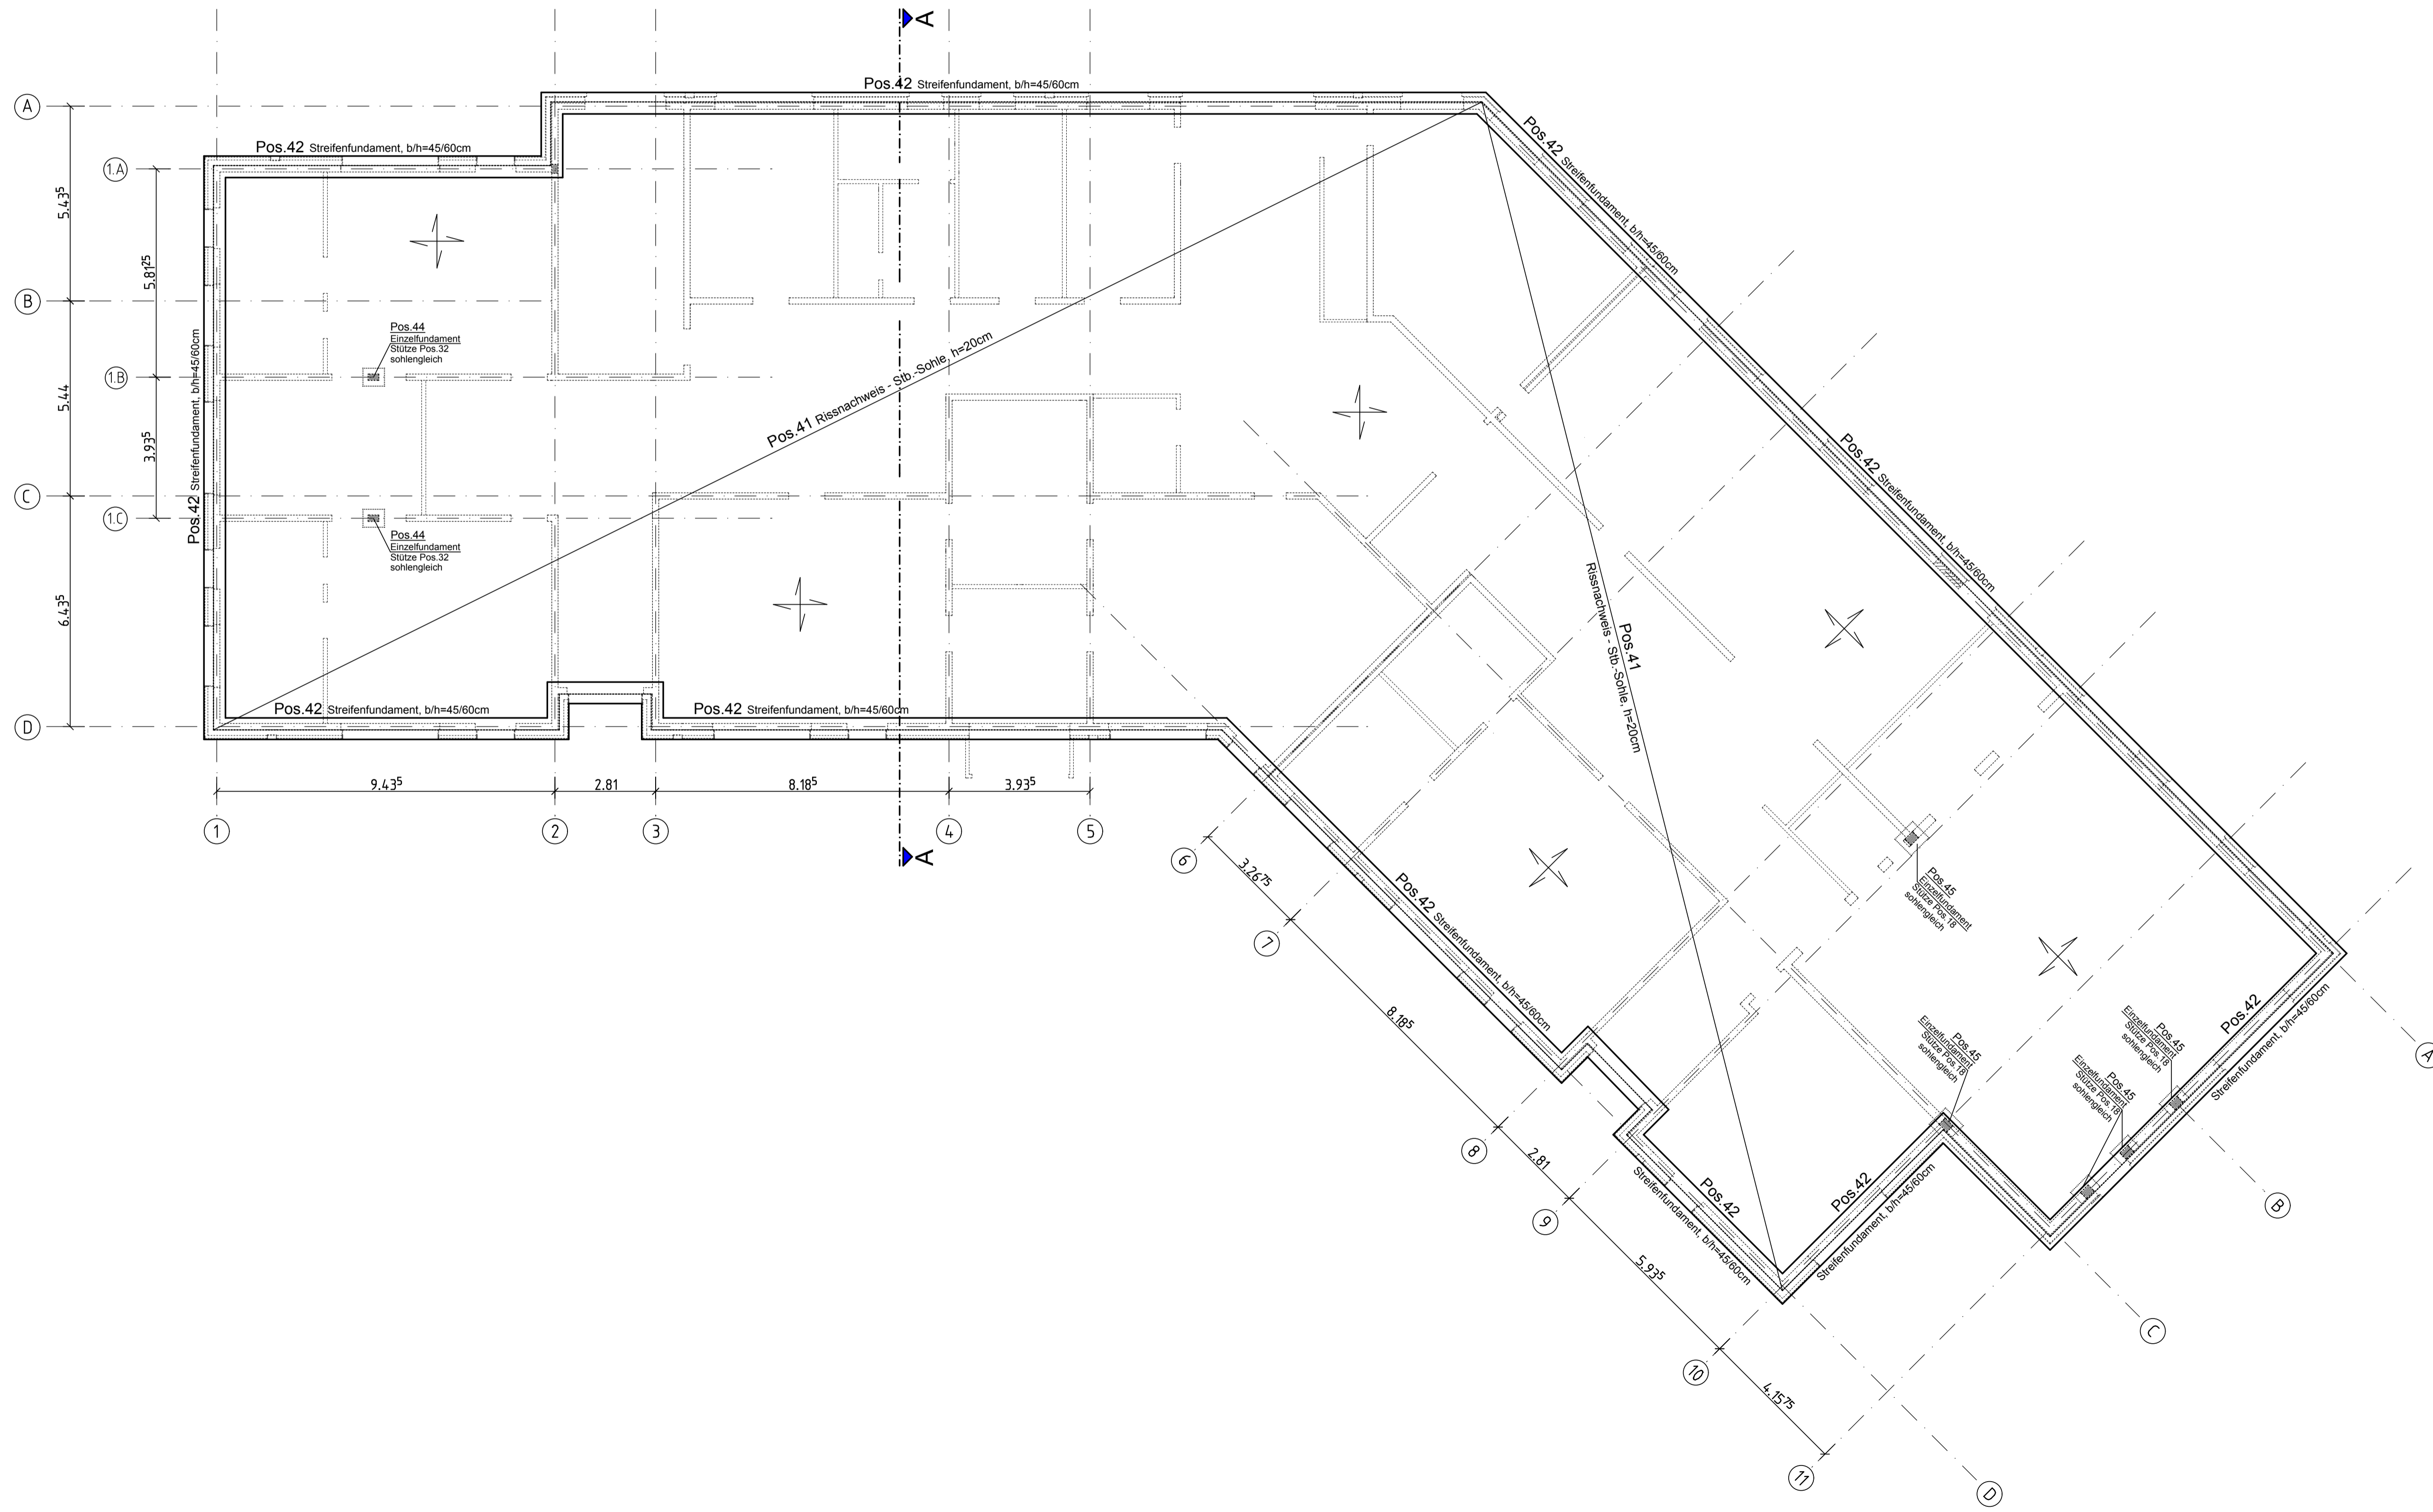 A
Pos.42 Streifenfundament, b/h=45/60cm
A
Pos.42 Streifenfundament, b/h=45/60cm
Pos.42 Streifenfundament, b/h=45/60cm
1.A
5.43⁵
5.81²⁵
B
Pos.44
Einzelfundament
Stütze Pos.32
sohlengleich
Pos.42 Streifenfundament, b/h=45/60cm
Pos.41 Rissnachweis - Stb.-Sohle, h=20cm
1.B
5.44
3.93⁵
C
1.C
Pos.44
Einzelfundament
Stütze Pos.32
sohlengleich
Pos.42 Streifenfundament, b/h=45/60cm
Pos.41
Rissnachweis - Stb.-Sohle, h=20cm
6.43⁵
D
Pos.42 Streifenfundament, b/h=45/60cm
Pos.42 Streifenfundament, b/h=45/60cm
9.43⁵
2.81
8.18⁵
3.93⁵
1
2
3
4
5
A
6
3.26⁷⁵
7
8.18⁵
8
2.81
9
5.93⁵
10
4.15⁷⁵
11
Pos.42 Streifenfundament, b/h=45/60cm
Pos.45
Einzelfundament
Stütze Pos.18
sohlengleich
Pos.45
Einzelfundament
Stütze Pos.18
sohlengleich
Pos.45
Einzelfundament
Stütze Pos.18
sohlengleich
Pos.45
Einzelfundament
Stütze Pos.18
sohlengleich
Pos.42
Streifenfundament, b/h=45/60cm
Pos.42
Streifenfundament, b/h=45/60cm
Pos.42
Streifenfundament, b/h=45/60cm
A
B
C
D